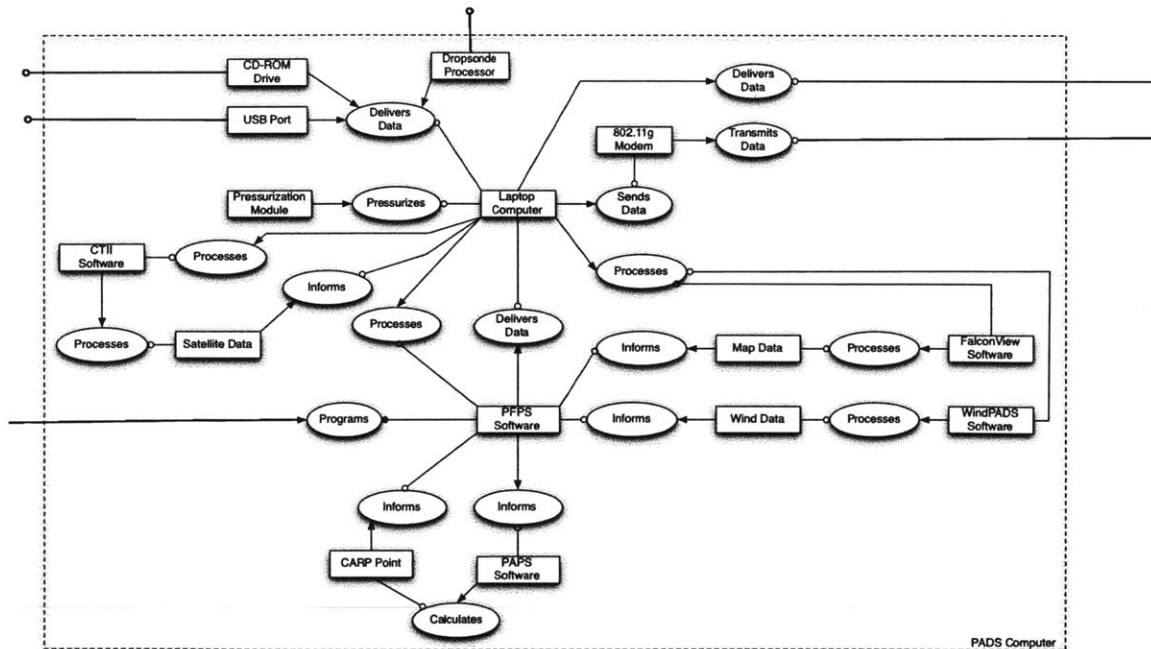 CD-ROM
Drive
Dropsonde
Processor
Delivers
Data
USB Port
Delivers
Data
802.11g
Modem
Transmits
Data
Pressurization
Module
Pressurizes
Laptop
Computer
Sends
Data
CTII
Software
Processes
Processes
Informs
Processes
Delivers
Data
Processes
Satellite Data
Informs
Map Data
Processes
FalconView
Software
Programs
PFPS
Software
Informs
Wind Data
Processes
WindPADS
Software
Informs
Informs
CARP Point
PAPS
Software
Calculates
PADS Computer